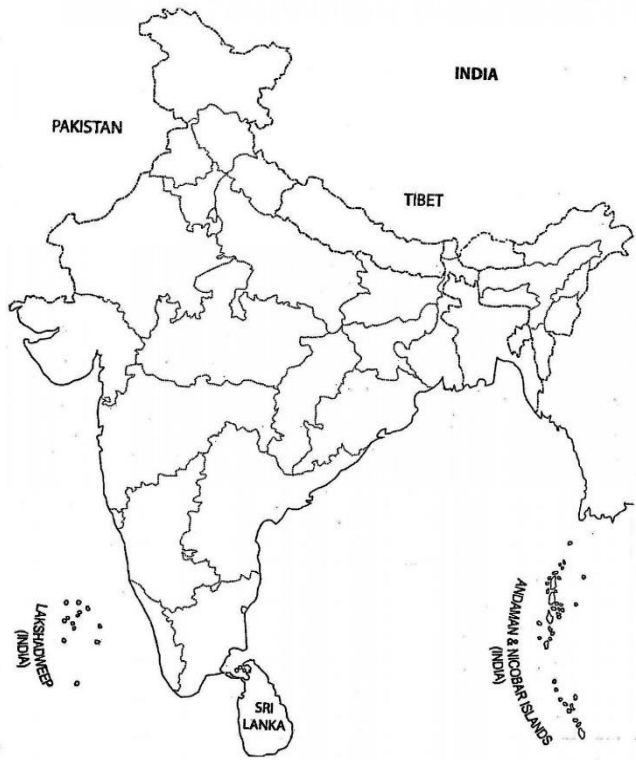 INDIA
PAKISTAN
TIBET
LAKSHADWEEP
(INDIA)
ANDAMAN & NICOBAR ISLANDS
(INDIA)
SRI
LANKA